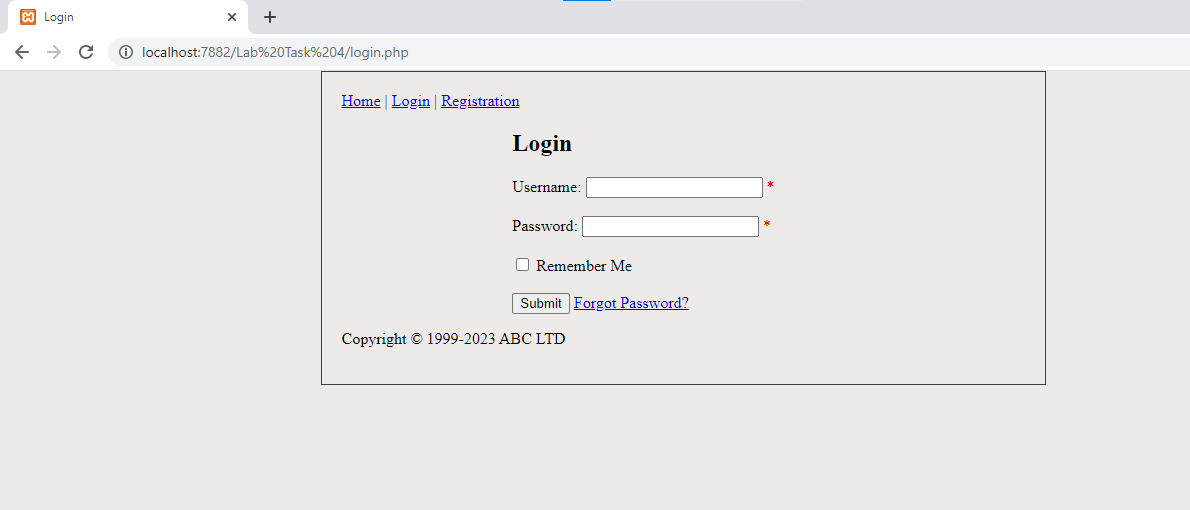 Login
localhost:7882/Lab%20Task%204/login.php
Home | Login | Registration
Login
Username: *
Password: *
Remember Me
Submit Forgot Password?
Copyright © 1999-2023 ABC LTD